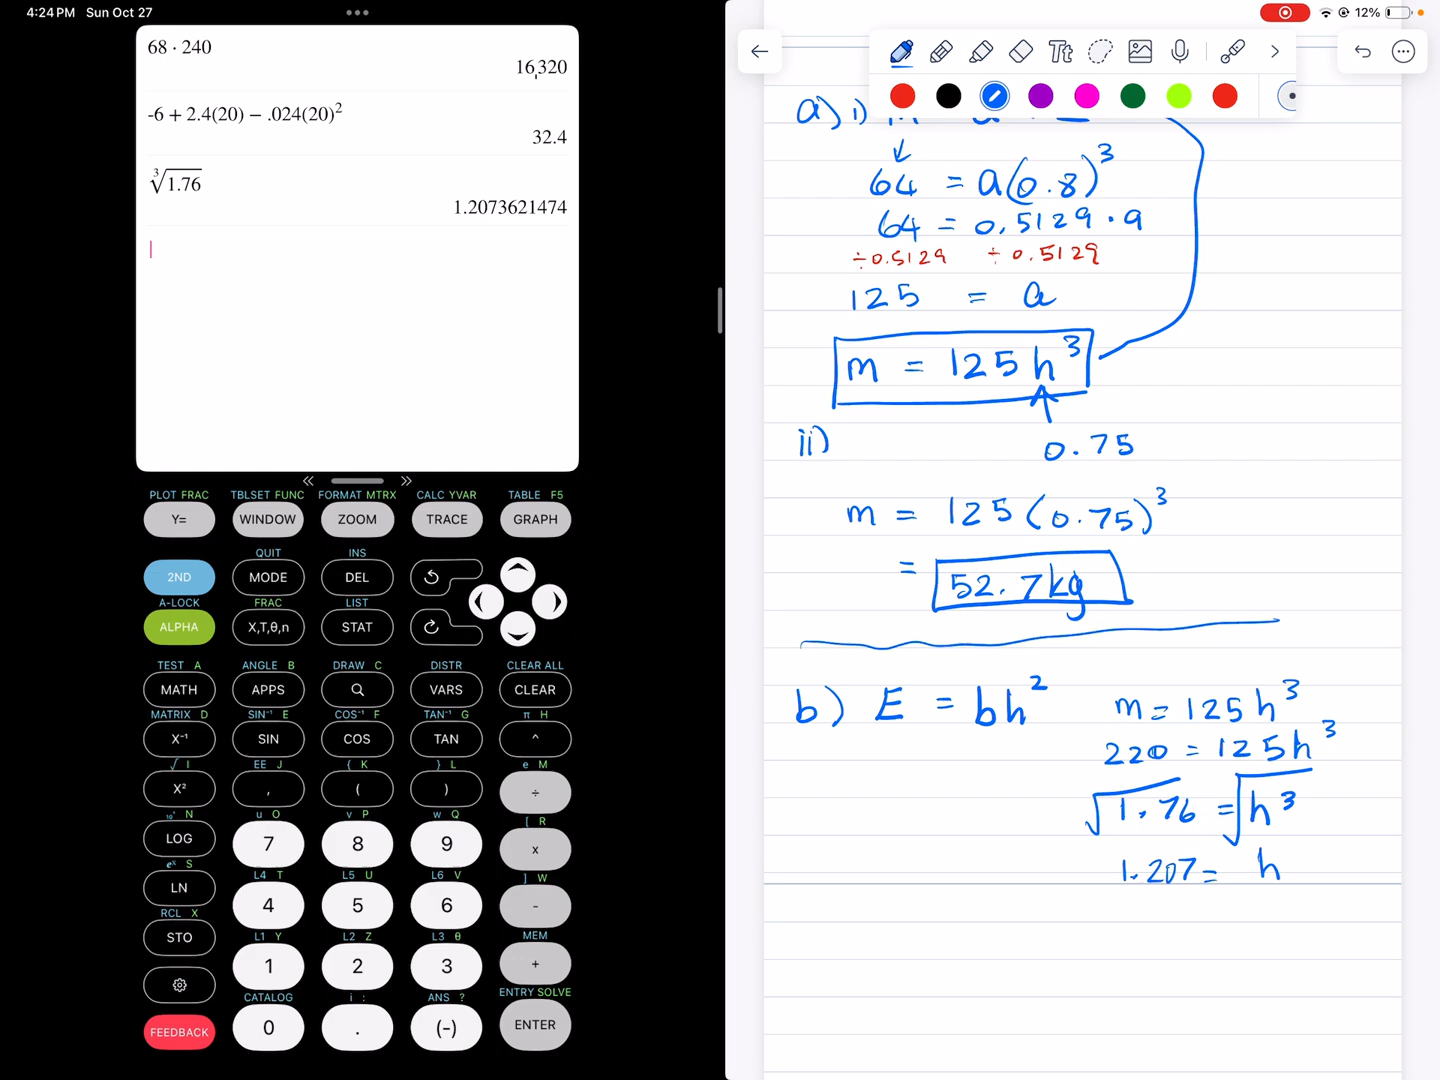 4:24 PM Sun Oct 27
12%
68 · 240
16,320
-6 + 2.4(20) − .024(20)²
32.4
³√1.76
1.2073621474
PLOT FRAC TBLSET FUNC FORMAT MTRX CALC YVAR TABLE F5
Y= WINDOW ZOOM TRACE GRAPH
QUIT INS
2ND MODE DEL
A-LOCK FRAC LIST
ALPHA X,T,θ,n STAT
TEST A ANGLE B DRAW C DISTR CLEAR ALL
MATH APPS VARS CLEAR
MATRIX D SIN⁻¹ E COS⁻¹ F TAN⁻¹ G π H
X⁻¹ SIN COS TAN ^
√ I EE J { K } L e M
X² , ( ) ÷
10ˣ N u O v P w Q [ R
LOG 7 8 9 x
eˣ S L4 T L5 U L6 V ] W
LN 4 5 6 -
RCL X L1 Y L2 Z L3 θ MEM
STO 1 2 3 +
CATALOG i : ANS ? ENTRY SOLVE
FEEDBACK 0 . (-) ENTER
Tt
a) i)
64 = a(0.8)³
64 = 0.5129 · a
÷0.5129 ÷0.5129
125 = a
m = 125h³
ii) 0.75
m = 125(0.75)³
= 52.7kg
b) E = bh²
m = 125h³
220 = 125h³
√1.76 = √h³
1.207 = h